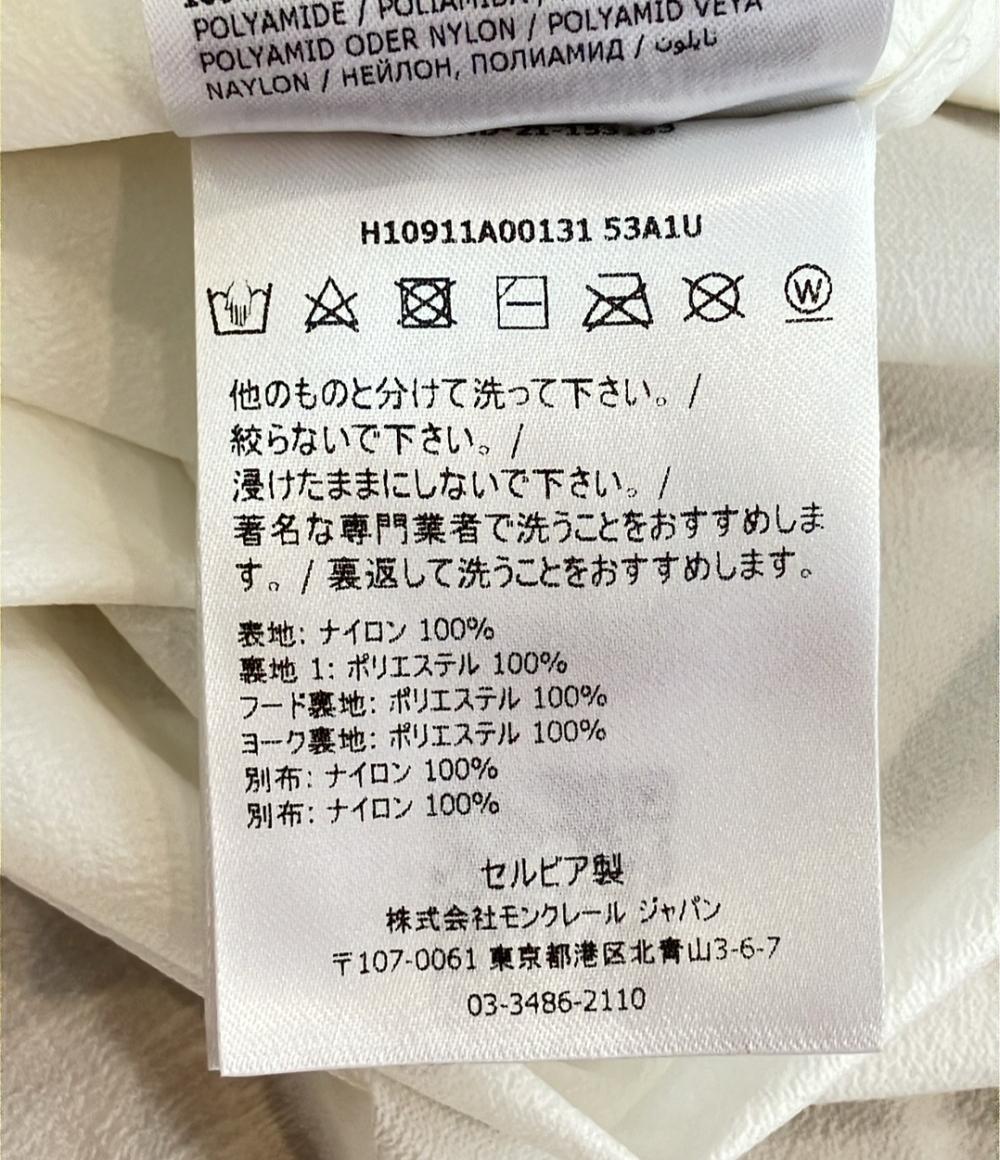 POLYAMIDE / POLIAMIDA
POLYAMID ODER NYLON / POLYAMID VEYA
NAYLON / НЕЙЛОН, ПОЛИАМИД / نايلون
H10911A00131 53A1U
W
他のものと分けて洗って下さい。/
絞らないで下さい。/
浸けたままにしないで下さい。/
著名な専門業者で洗うことをおすすめしま
す。/ 裏返して洗うことをおすすめします。
表地: ナイロン 100%
裏地 1: ポリエステル 100%
フード裏地: ポリエステル 100%
ヨーク裏地: ポリエステル 100%
別布: ナイロン 100%
別布: ナイロン 100%
セルビア製
株式会社モンクレール ジャパン
〒107-0061 東京都港区北青山3-6-7
03-3486-2110